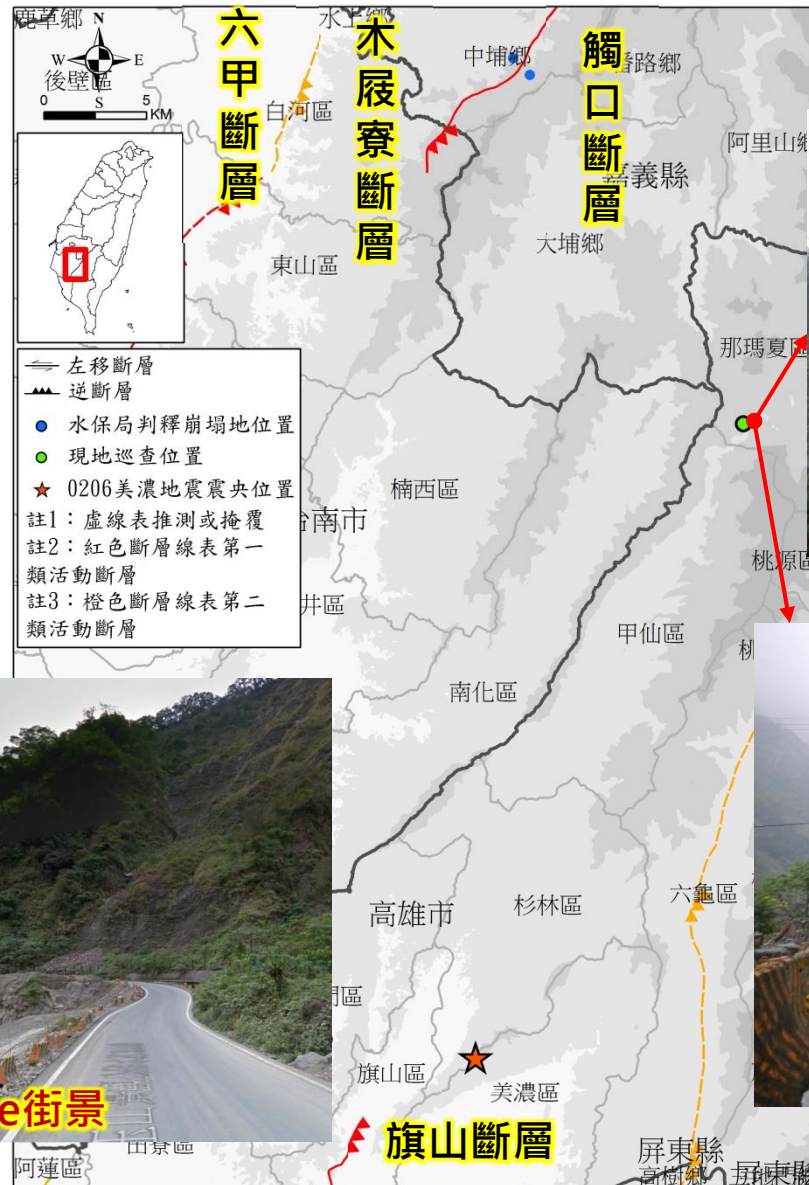 鹿草鄉
水上鄉
N
W
E
S
後壁區
0
5
KM
六甲斷層
木屐寮斷層
觸口斷層
中埔鄉
番路鄉
白河區
阿里山鄉
嘉義縣
大埔鄉
東山區
那瑪夏區
左移斷層
逆斷層
水保局判釋崩塌地位置
現地巡查位置
0206美濃地震震央位置
註1：虛線表推測或掩覆
註2：紅色斷層線表第一
類活動斷層
註3：橙色斷層線表第二
類活動斷層
楠西區
台南市
井區
桃源區
甲仙區
南化區
六龜區
高雄市
杉林區
門區
旗山區
美濃區
e街景
旗山斷層
田寮區
阿蓮區
屏東縣
高樹鄉